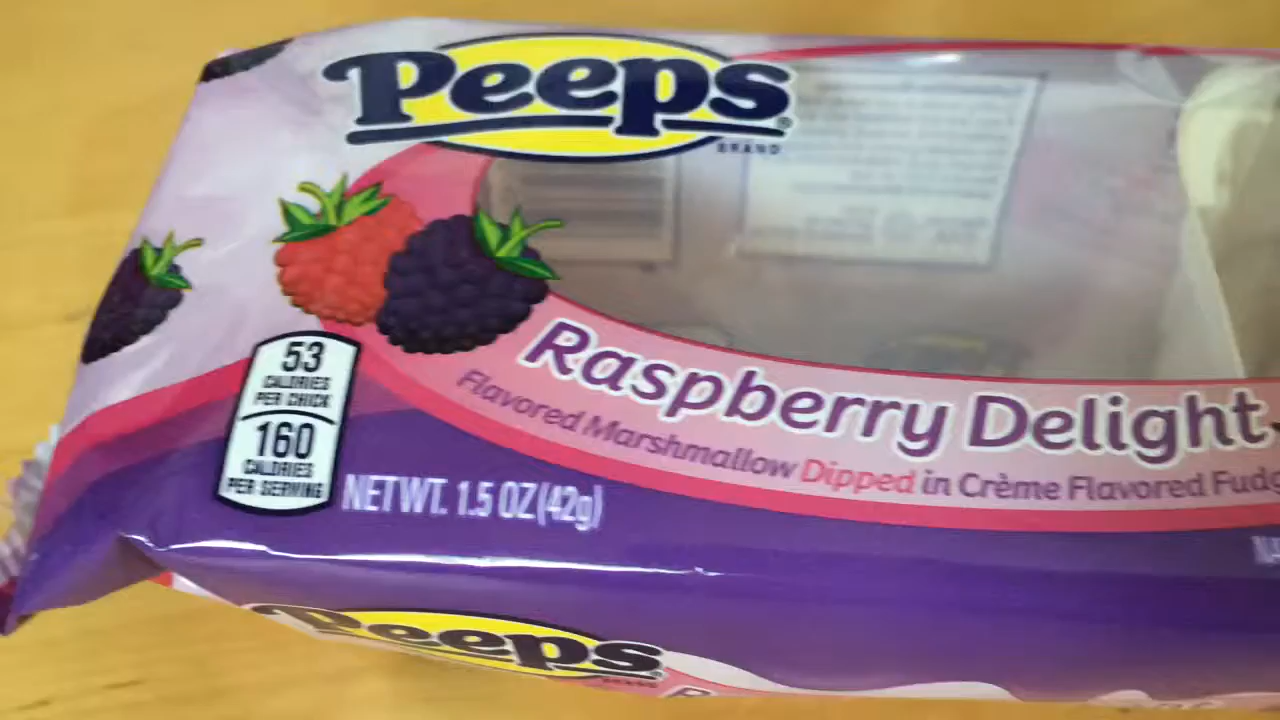 Peeps®
BRAND
53
CALORIES
PER CHICK
160
CALORIES
PER SERVING
Raspberry Delight
Flavored Marshmallow Dipped in Crème Flavored
NET WT. 1.5 OZ (42g)
Peeps
BRAND